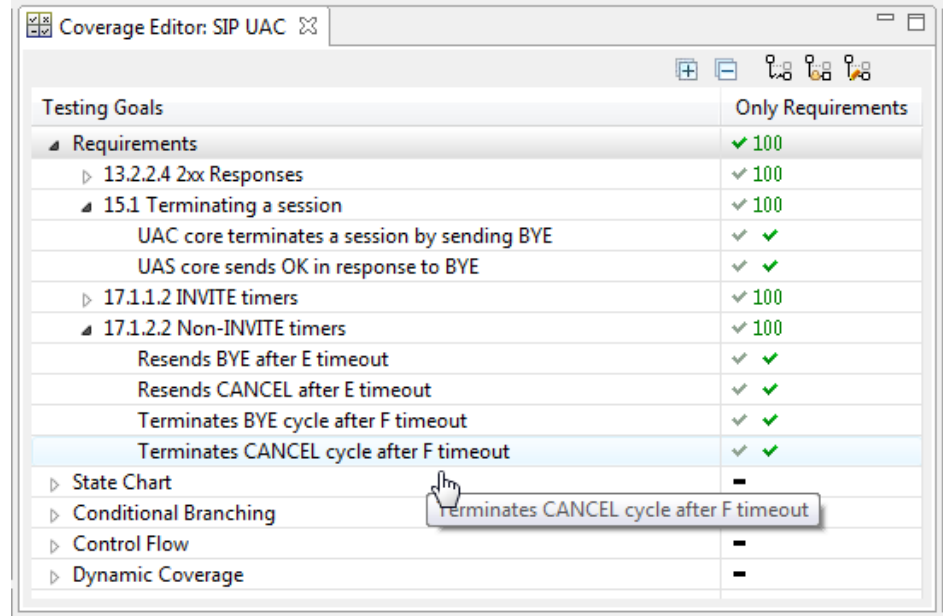 Coverage Editor: SIP UAC
Testing Goals Only Requirements
Requirements 100
13.2.2.4 2xx Responses 100
15.1 Terminating a session 100
UAC core terminates a session by sending BYE
UAS core sends OK in response to BYE
17.1.1.2 INVITE timers 100
17.1.2.2 Non-INVITE timers 100
Resends BYE after E timeout
Resends CANCEL after E timeout
Terminates BYE cycle after F timeout
Terminates CANCEL cycle after F timeout
State Chart
Conditional Branching
Terminates CANCEL cycle after F timeout
Control Flow
Dynamic Coverage